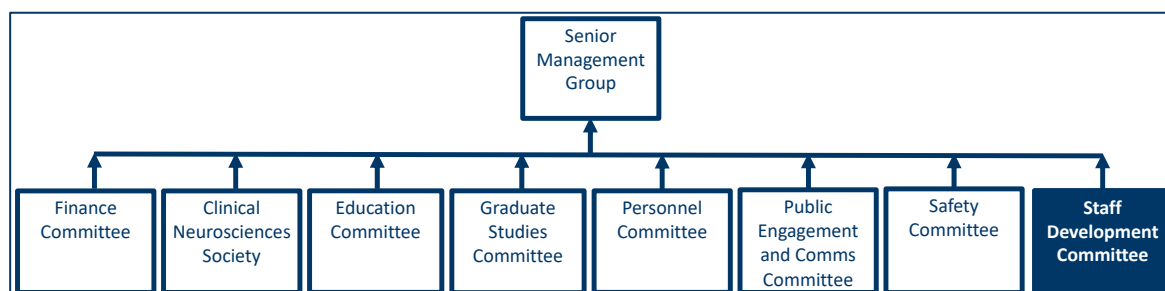 Senior
Management
Group
Finance
Committee
Clinical
Neurosciences
Society
Education
Committee
Graduate
Studies
Committee
Personnel
Committee
Public
Engagement
and Comms
Committee
Safety
Committee
Staff
Development
Committee